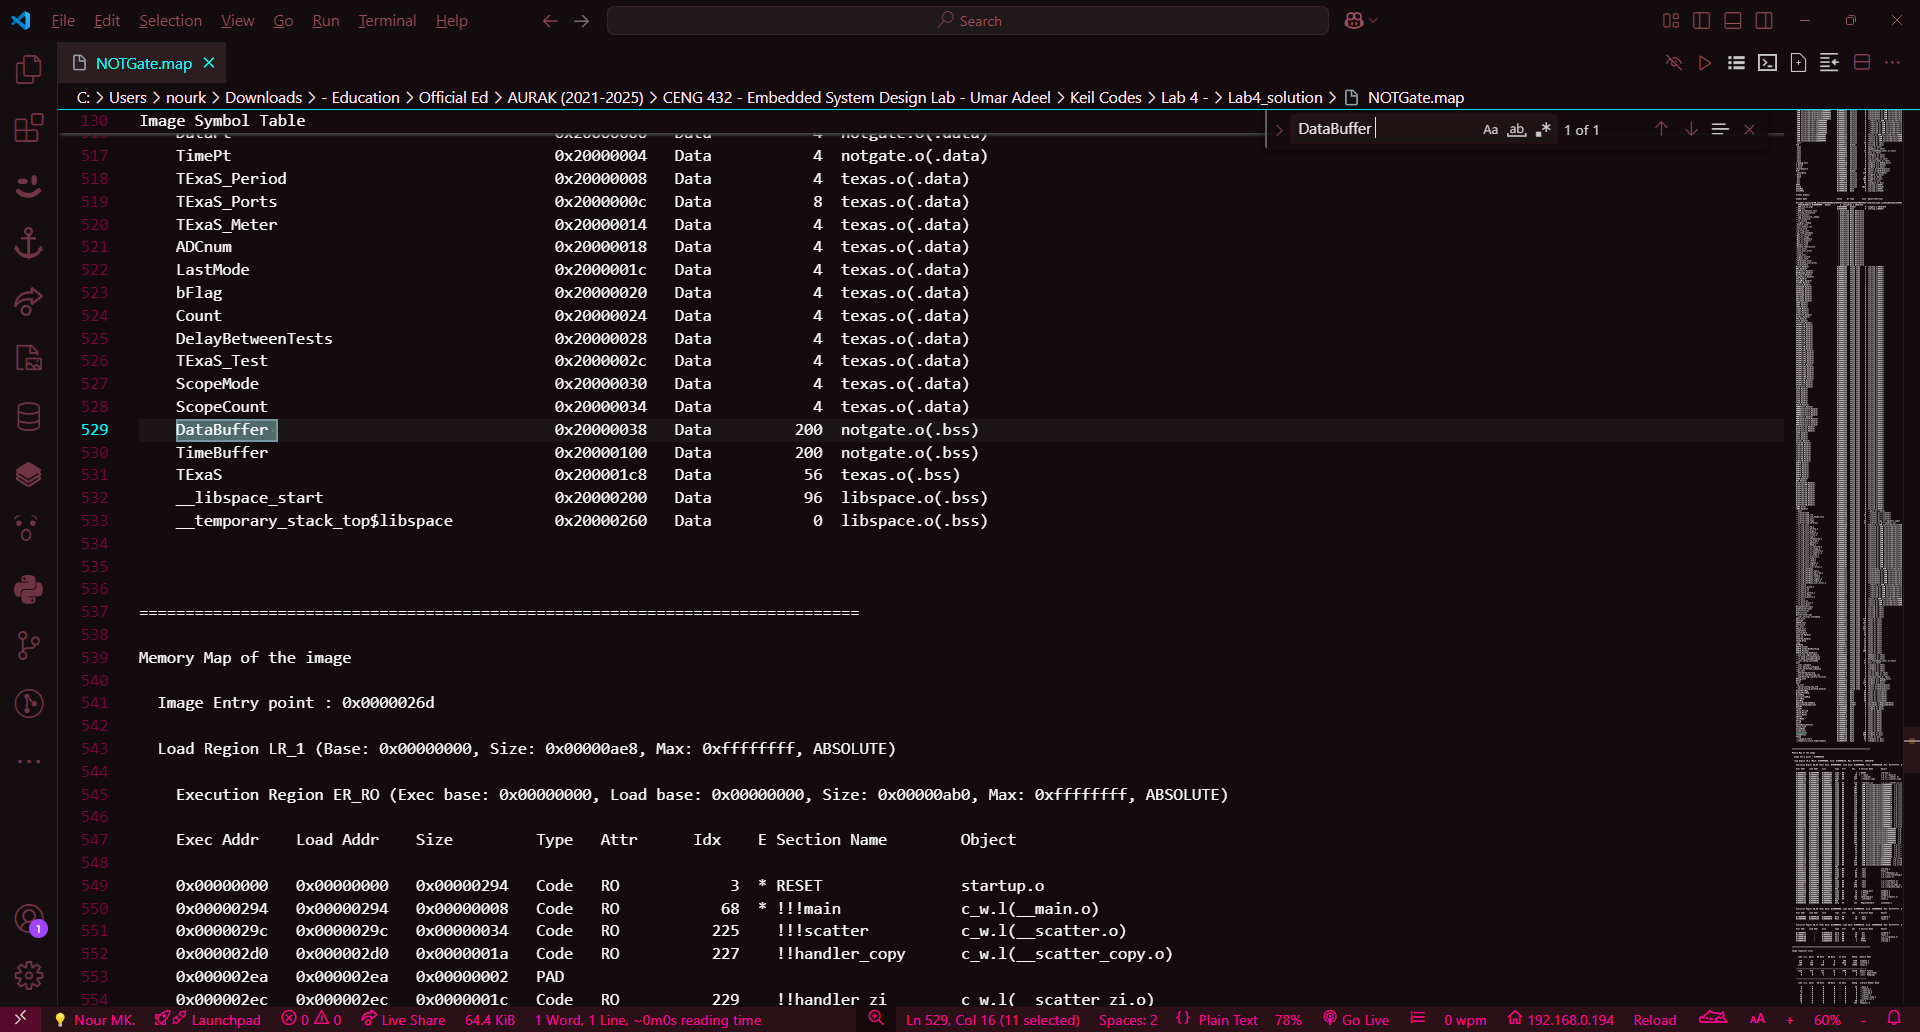 File Edit Selection View Go Run Terminal Help Search
NOTGate.map
C: > Users > nourk > Downloads > - Education > Official Ed > AURAK (2021-2025) > CENG 432 - Embedded System Design Lab - Umar Adeel > Keil Codes > Lab 4 - > Lab4_solution > NOTGate.map
130 Image Symbol Table
DataBuffer Aa ab .* 1 of 1
516 DataPt 0x20000000 Data 4 notgate.o(.data)
517 TimePt 0x20000004 Data 4 notgate.o(.data)
518 TExaS_Period 0x20000008 Data 4 texas.o(.data)
519 TExaS_Ports 0x2000000c Data 8 texas.o(.data)
520 TExaS_Meter 0x20000014 Data 4 texas.o(.data)
521 ADCnum 0x20000018 Data 4 texas.o(.data)
522 LastMode 0x2000001c Data 4 texas.o(.data)
523 bFlag 0x20000020 Data 4 texas.o(.data)
524 Count 0x20000024 Data 4 texas.o(.data)
525 DelayBetweenTests 0x20000028 Data 4 texas.o(.data)
526 TExaS_Test 0x2000002c Data 4 texas.o(.data)
527 ScopeMode 0x20000030 Data 4 texas.o(.data)
528 ScopeCount 0x20000034 Data 4 texas.o(.data)
529 DataBuffer 0x20000038 Data 200 notgate.o(.bss)
530 TimeBuffer 0x20000100 Data 200 notgate.o(.bss)
531 TExaS 0x200001c8 Data 56 texas.o(.bss)
532 __libspace_start 0x20000200 Data 96 libspace.o(.bss)
533 __temporary_stack_top$libspace 0x20000260 Data 0 libspace.o(.bss)
534
535
536
537 ==============================================================================
538
539 Memory Map of the image
540
541 Image Entry point : 0x0000026d
542
543 Load Region LR_1 (Base: 0x00000000, Size: 0x00000ae8, Max: 0xffffffff, ABSOLUTE)
544
545 Execution Region ER_RO (Exec base: 0x00000000, Load base: 0x00000000, Size: 0x00000ab0, Max: 0xffffffff, ABSOLUTE)
546
547 Exec Addr Load Addr Size Type Attr Idx E Section Name Object
548
549 0x00000000 0x00000000 0x00000294 Code RO 3 * RESET startup.o
550 0x00000294 0x00000294 0x00000008 Code RO 68 * !!!main c_w.l(__main.o)
551 0x0000029c 0x0000029c 0x00000034 Code RO 225 !!!scatter c_w.l(__scatter.o)
552 0x000002d0 0x000002d0 0x0000001a Code RO 227 !!handler_copy c_w.l(__scatter_copy.o)
553 0x000002ea 0x000002ea 0x00000002 PAD
554 0x000002ec 0x000002ec 0x0000001c Code RO 229 !!handler_zi c_w.l(__scatter_zi.o)
1
Nour MK. Launchpad 0 0 Live Share 64.4 KiB 1 Word, 1 Line, ~0m0s reading time Ln 529, Col 16 (11 selected) Spaces: 2 {} Plain Text 78% Go Live 0 wpm 192.168.0.194 Reload AA + 60% -